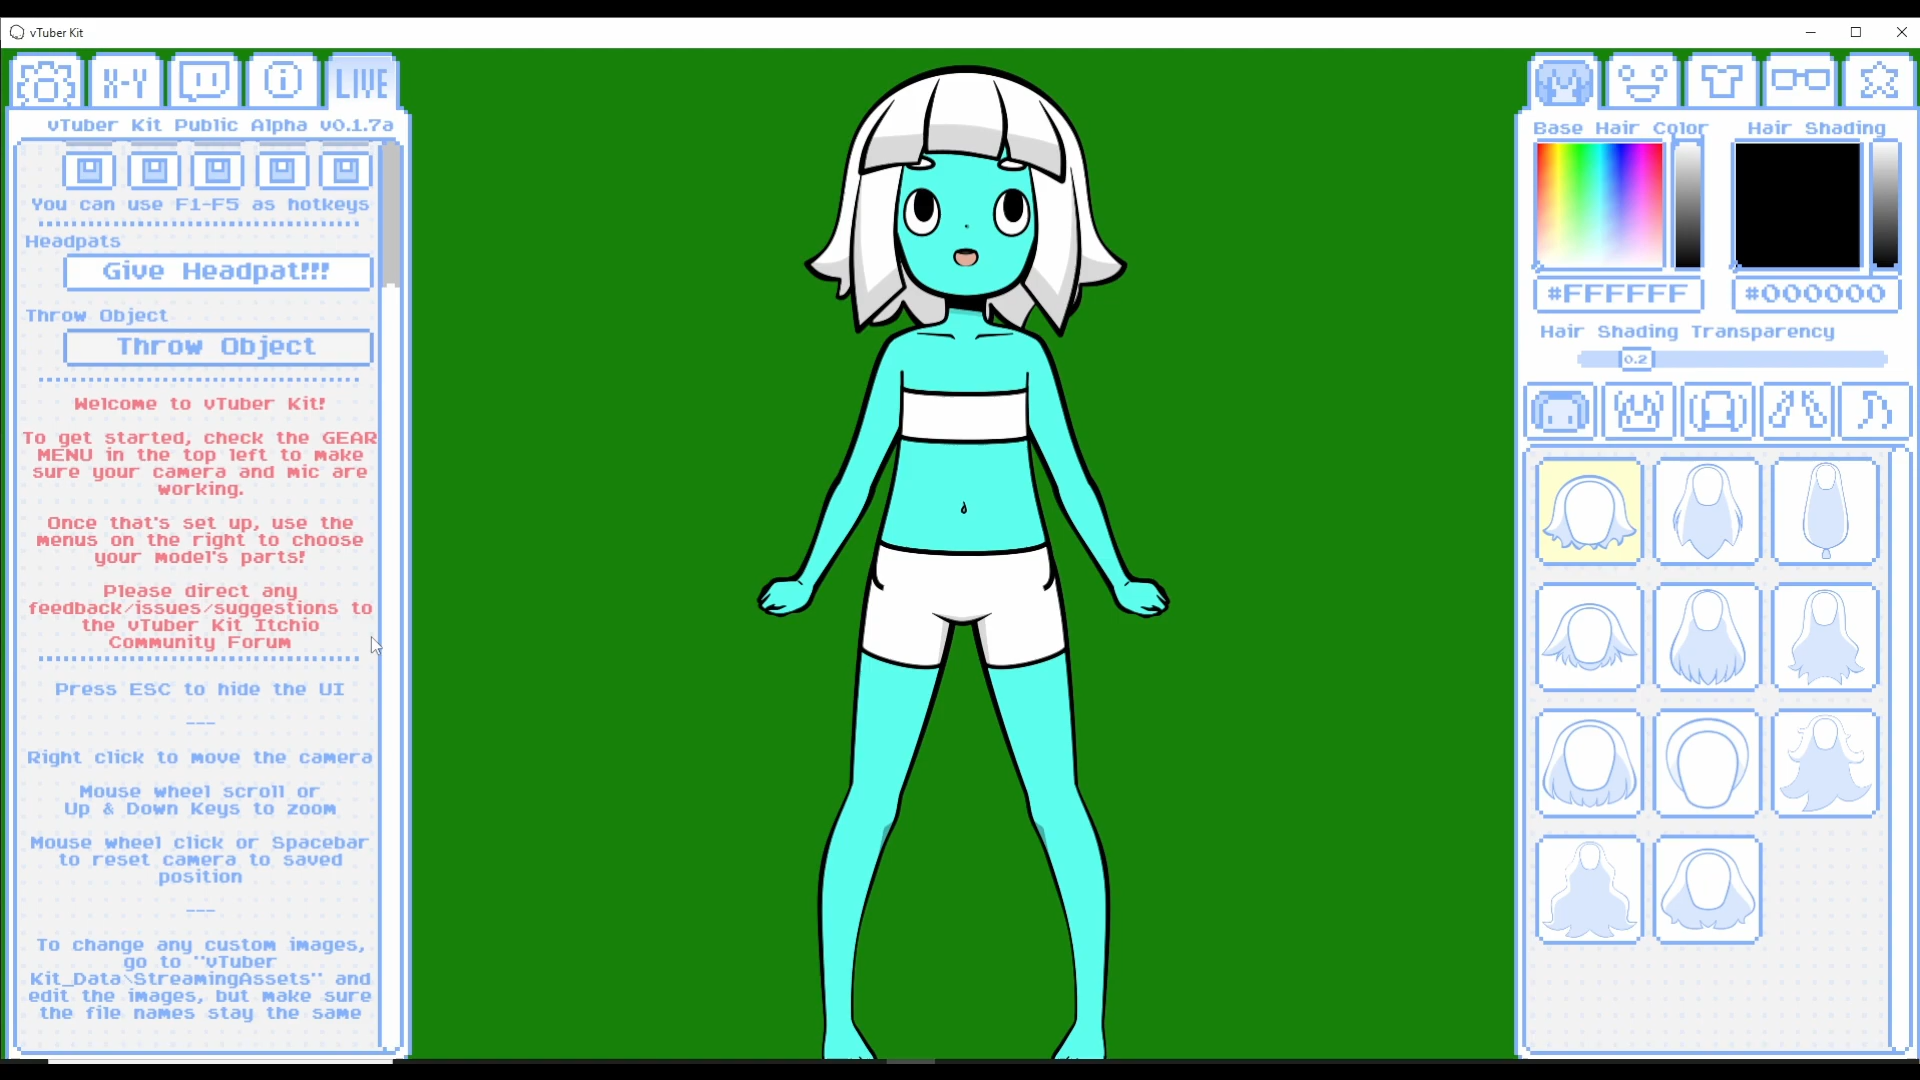 vTuber Kit
X-Y
LIVE
vTuber Kit Public Alpha v0.1.7a
You can use F1-F5 as hotkeys
Headpats
Give Headpat!!!
Throw Object
Throw Object
Welcome to vTuber Kit!
To get started, check the GEAR
MENU in the top left to make
sure your camera and mic are
working.
Once that's set up, use the
menus on the right to choose
your model's parts!
Please direct any
feedback/issues/suggestions to
the vTuber Kit Itchio
Community Forum
Press ESC to hide the UI
---
Right click to move the camera
Mouse wheel scroll or
Up & Down Keys to zoom
Mouse wheel click or Spacebar
to reset camera to saved
position
---
To change any custom images,
go to "vTuber
Kit_Data\StreamingAssets" and
edit the images, but make sure
the file names stay the same
Base Hair Color
Hair Shading
#FFFFFF
#000000
Hair Shading Transparency
0.2